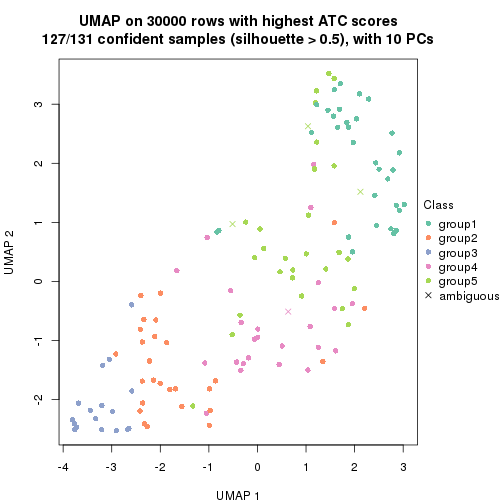 UMAP on 30000 rows with highest ATC scores
127/131 confident samples (silhouette > 0.5), with 10 PCs
3
2
1
0
-1
-2
UMAP 2
-4
-3
-2
-1
0
1
2
3
UMAP 1
Class
group1
group2
group3
group4
group5
ambiguous